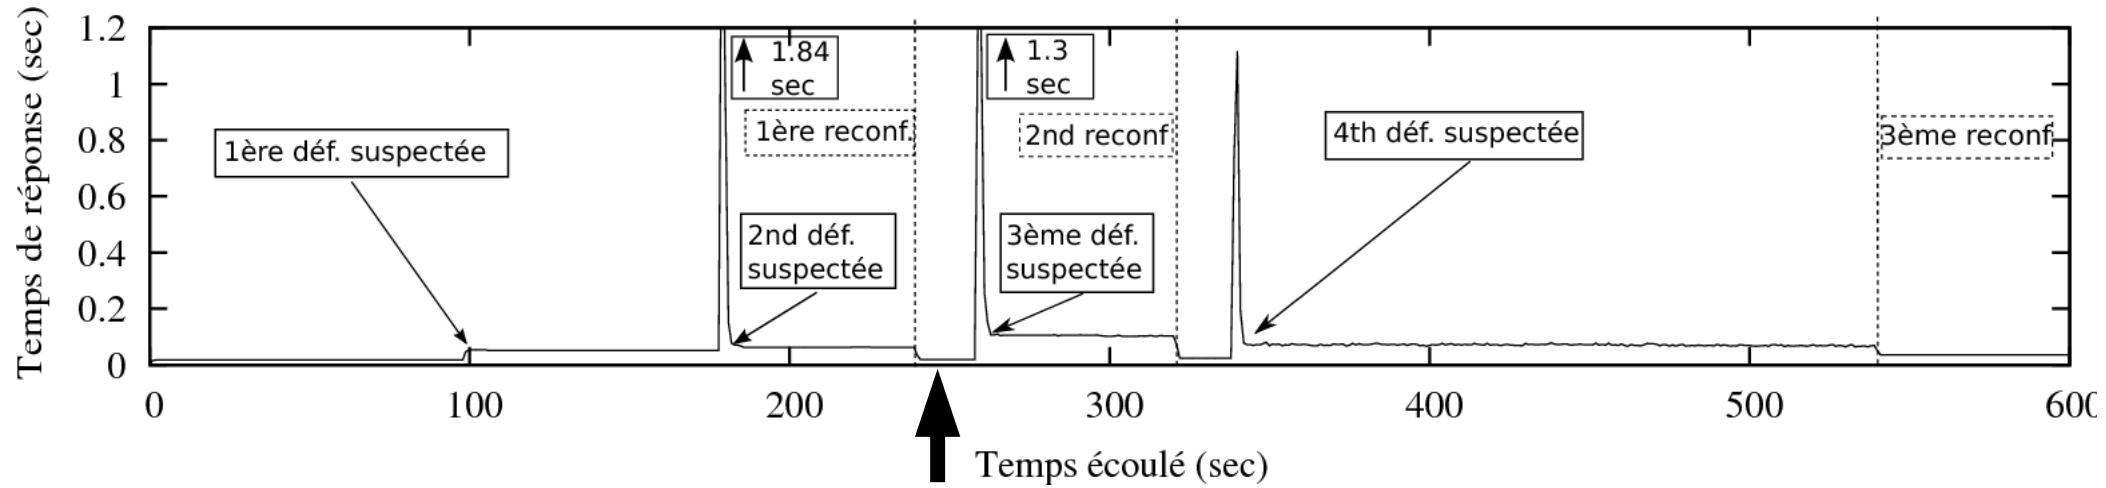 Temps de réponse (sec)
1.2
1
0.8
0.6
0.4
0.2
0
1.84
sec
1.3
sec
1ère déf. suspectée
1ère reconf.
2nd reconf
4th déf. suspectée
3ème reconf
2nd déf.
suspectée
3ème déf.
suspectée
0
100
200
300
400
500
600
Temps écoulé (sec)